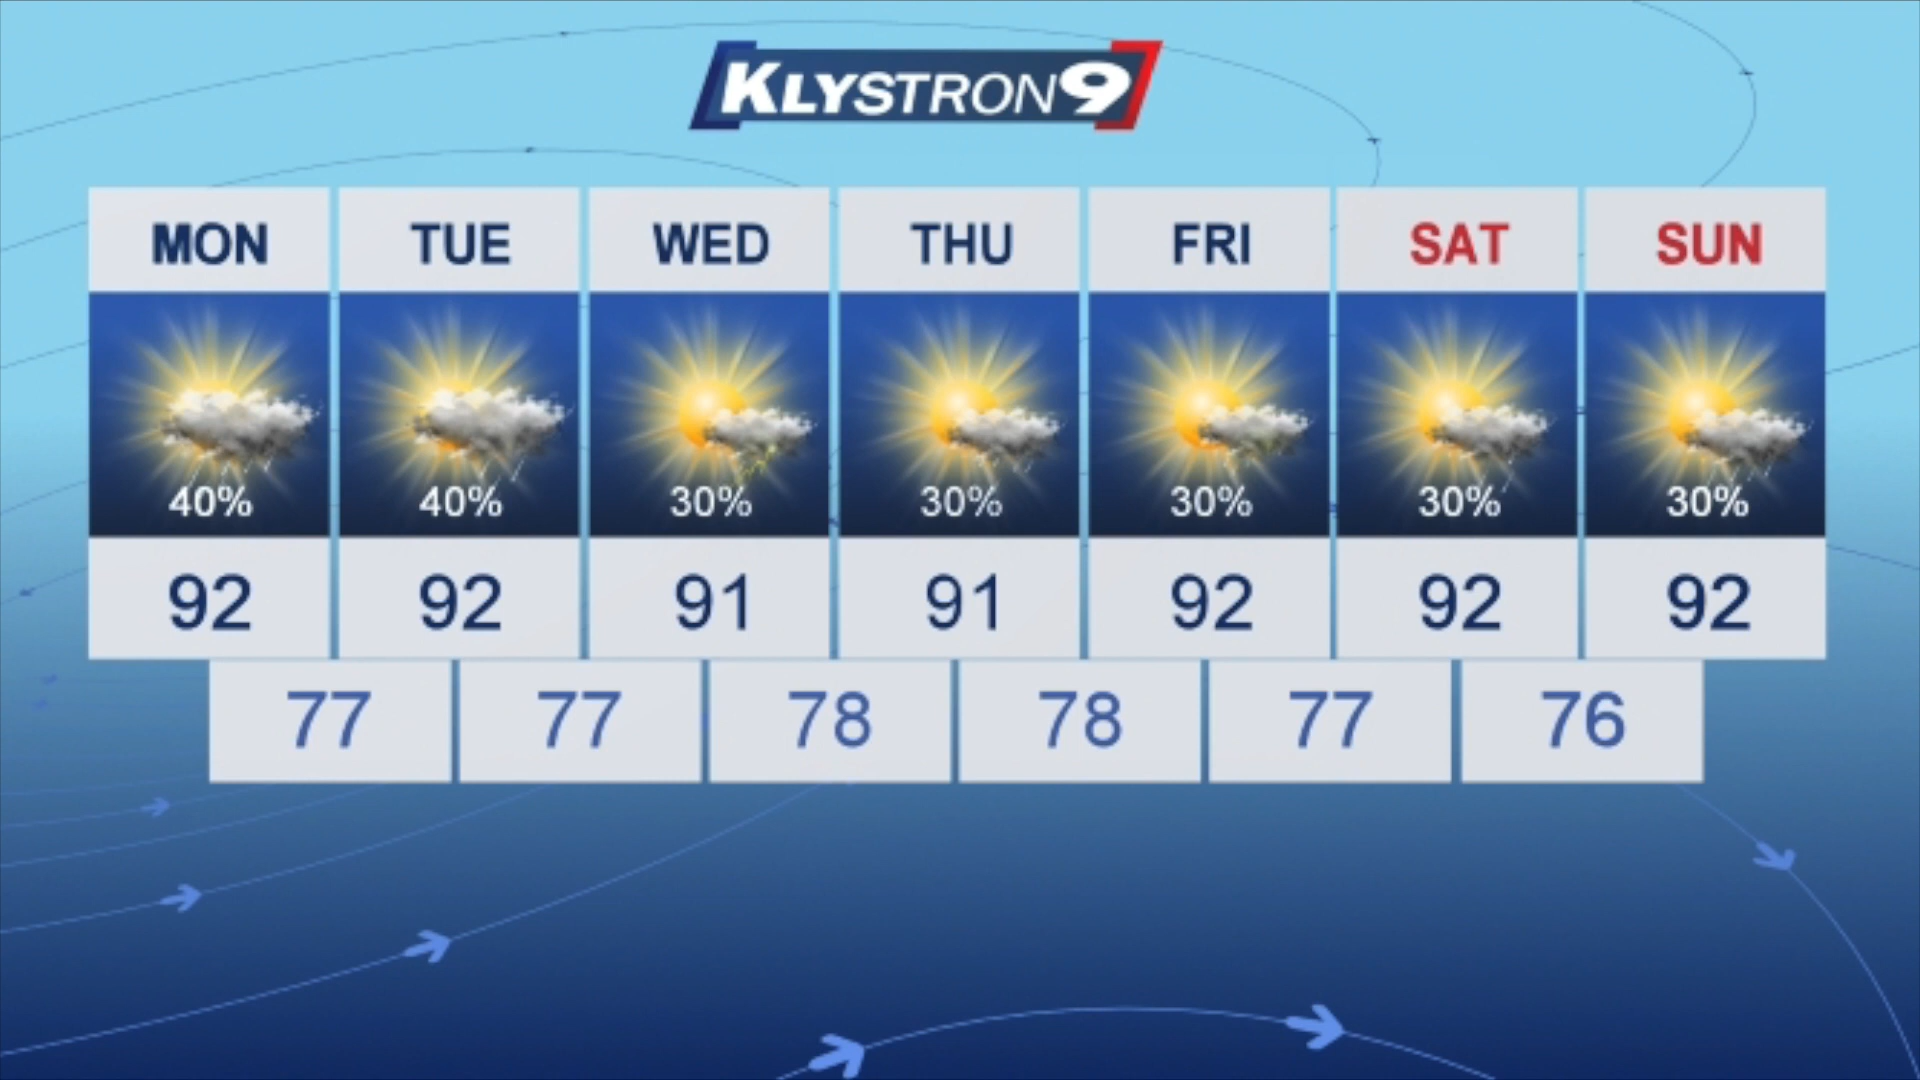 KLYSTRON9
MON TUE WED THU FRI SAT SUN
40% 40% 30% 30% 30% 30% 30%
92 92 91 91 92 92 92
77 77 78 78 77 76